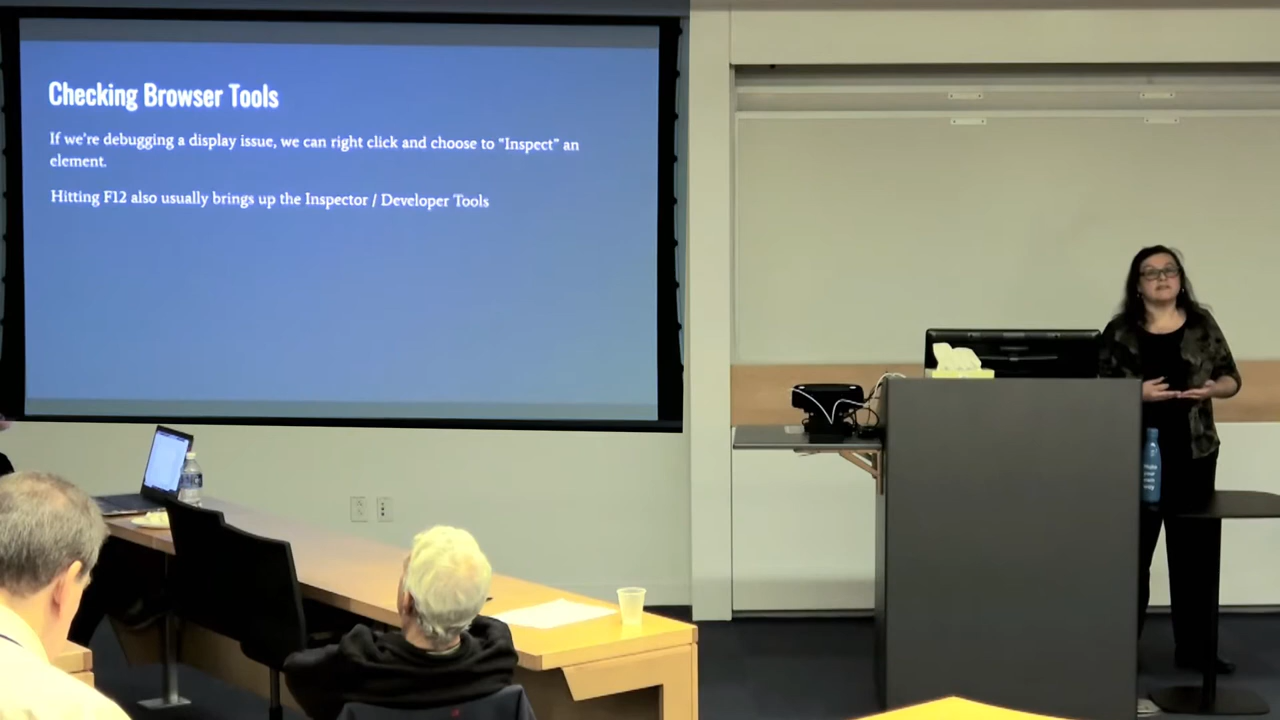 Checking Browser Tools
If we're debugging a display issue, we can right click and choose to "Inspect" an
element.
Hitting F12 also usually brings up the Inspector / Developer Tools